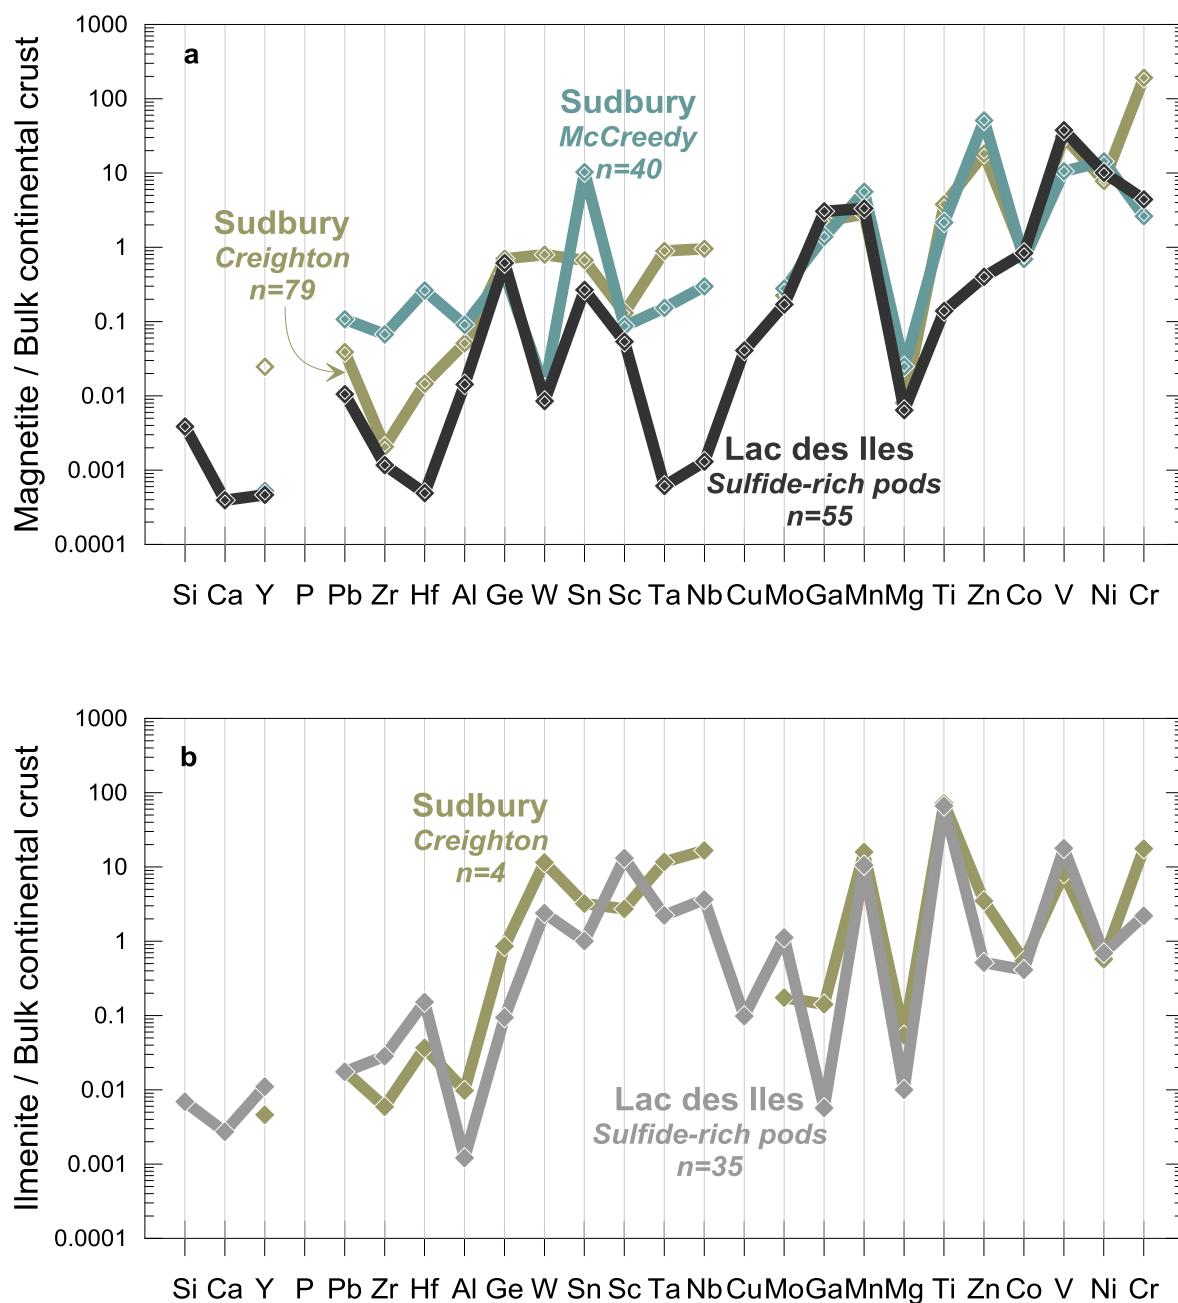 a
Magnetite / Bulk continental crust
1000
100
10
1
0.1
0.01
0.001
0.0001
Sudbury
McCreedy
n=40
Sudbury
Creighton
n=79
Lac des Iles
Sulfide-rich pods
n=55
Si Ca Y P Pb Zr Hf Al Ge W Sn Sc Ta Nb Cu Mo Ga Mn Mg Ti Zn Co V Ni Cr
b
Ilmenite / Bulk continental crust
1000
100
10
1
0.1
0.01
0.001
0.0001
Sudbury
Creighton
n=4
Lac des Iles
Sulfide-rich pods
n=35
Si Ca Y P Pb Zr Hf Al Ge W Sn Sc Ta Nb Cu Mo Ga Mn Mg Ti Zn Co V Ni Cr